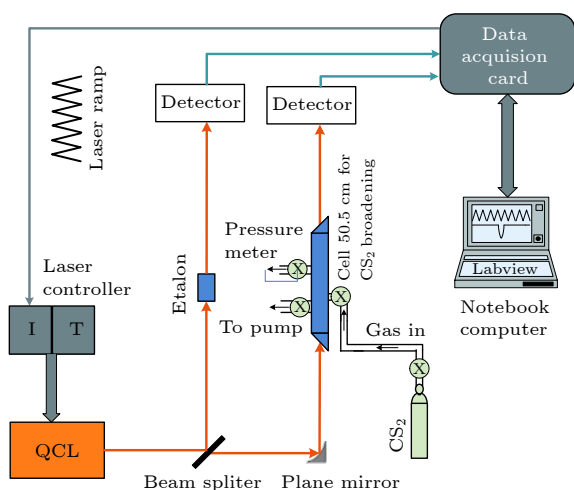 Data
acquision
card
Detector
Detector
Laser ramp
Cell 50.5 cm for
CS2 broadening
Pressure
meter
X
Etalon
Laser
controller
I T
To pump
X
X
Gas in
X
CS2
Labview
Notebook
computer
QCL
Beam spliter
Plane mirror